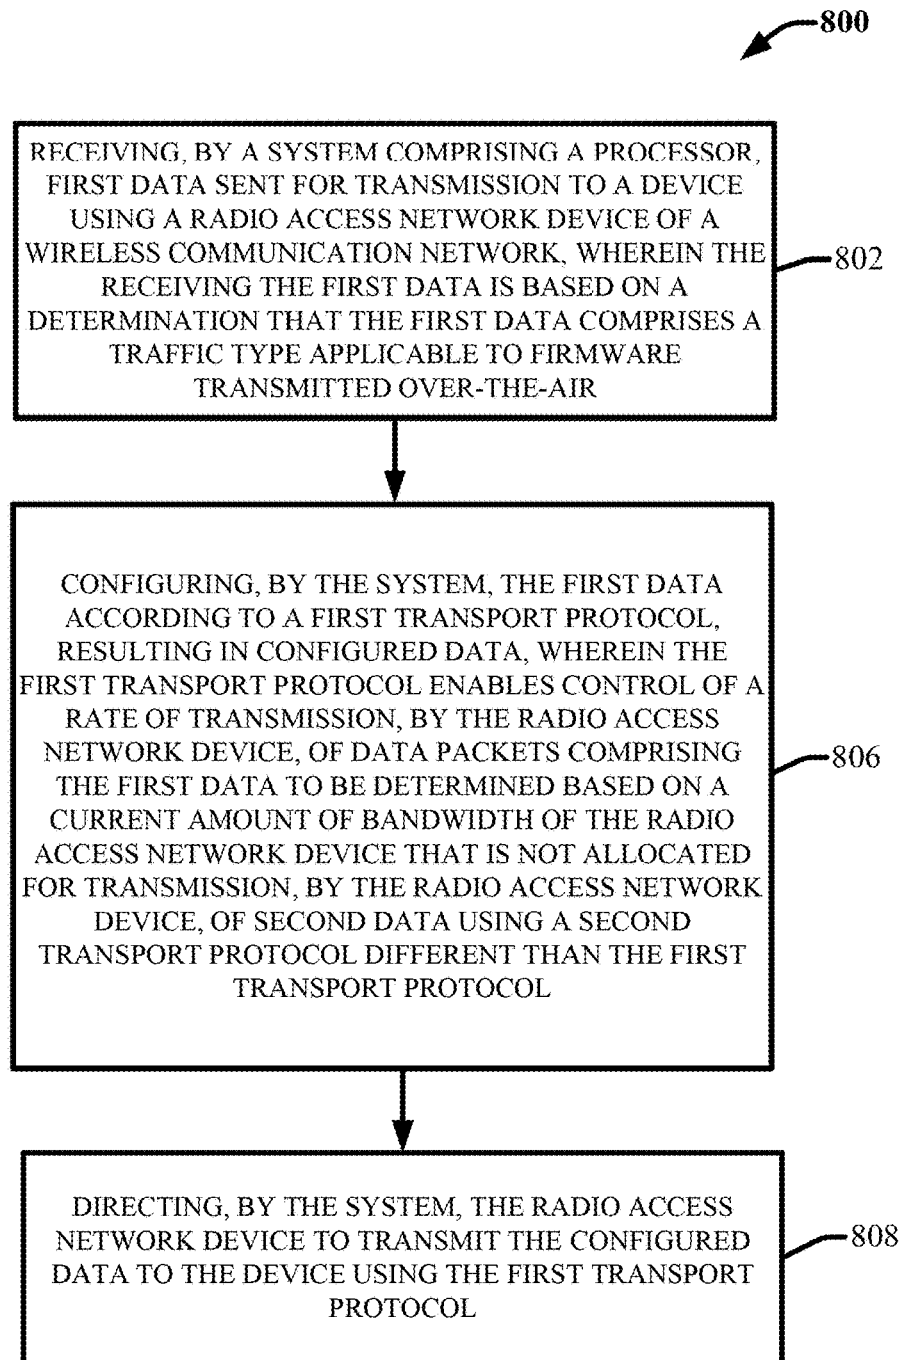 800
RECEIVING, BY A SYSTEM COMPRISING A PROCESSOR,
FIRST DATA SENT FOR TRANSMISSION TO A DEVICE
USING A RADIO ACCESS NETWORK DEVICE OF A
WIRELESS COMMUNICATION NETWORK, WHEREIN THE
RECEIVING THE FIRST DATA IS BASED ON A
DETERMINATION THAT THE FIRST DATA COMPRISES A
TRAFFIC TYPE APPLICABLE TO FIRMWARE
TRANSMITTED OVER-THE-AIR
802
CONFIGURING, BY THE SYSTEM, THE FIRST DATA
ACCORDING TO A FIRST TRANSPORT PROTOCOL,
RESULTING IN CONFIGURED DATA, WHEREIN THE
FIRST TRANSPORT PROTOCOL ENABLES CONTROL OF A
RATE OF TRANSMISSION, BY THE RADIO ACCESS
NETWORK DEVICE, OF DATA PACKETS COMPRISING
THE FIRST DATA TO BE DETERMINED BASED ON A
CURRENT AMOUNT OF BANDWIDTH OF THE RADIO
ACCESS NETWORK DEVICE THAT IS NOT ALLOCATED
FOR TRANSMISSION, BY THE RADIO ACCESS NETWORK
DEVICE, OF SECOND DATA USING A SECOND
TRANSPORT PROTOCOL DIFFERENT THAN THE FIRST
TRANSPORT PROTOCOL
806
DIRECTING, BY THE SYSTEM, THE RADIO ACCESS
NETWORK DEVICE TO TRANSMIT THE CONFIGURED
DATA TO THE DEVICE USING THE FIRST TRANSPORT
PROTOCOL
808